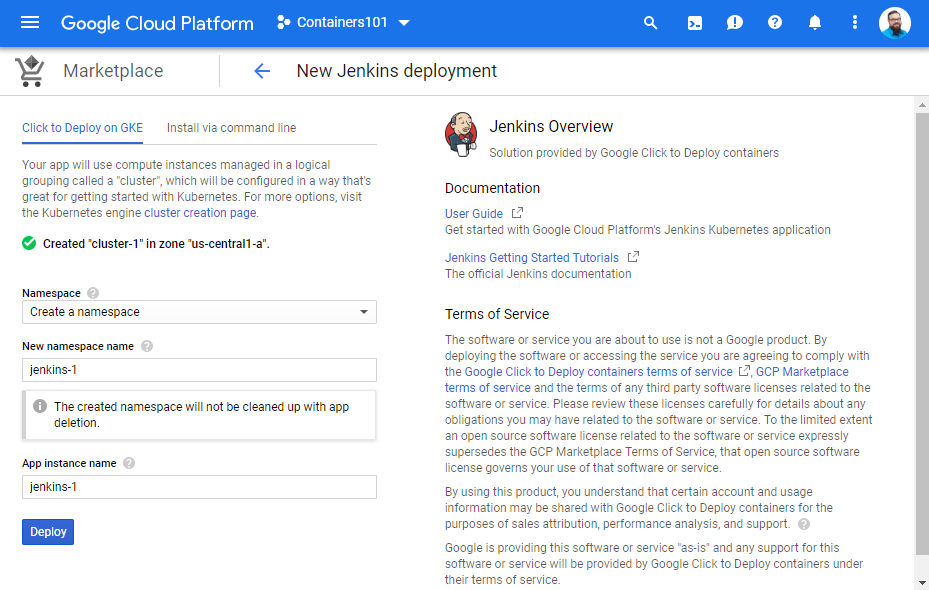 Google Cloud Platform
Containers101
Marketplace
New Jenkins deployment
Click to Deploy on GKE
Install via command line
Your app will use compute instances managed in a logical
grouping called a "cluster", which will be configured in a way that's
great for getting started with Kubernetes. For more options, visit
the Kubernetes engine cluster creation page.
Created "cluster-1" in zone "us-central1-a".
Namespace
Create a namespace
New namespace name
jenkins-1
The created namespace will not be cleaned up with app
deletion.
App instance name
jenkins-1
Deploy
Jenkins Overview
Solution provided by Google Click to Deploy containers
Documentation
User Guide
Get started with Google Cloud Platform's Jenkins Kubernetes application
Jenkins Getting Started Tutorials
The official Jenkins documentation
Terms of Service
The software or service you are about to use is not a Google product. By
deploying the software or accessing the service you are agreeing to comply with
the Google Click to Deploy containers terms of service , GCP Marketplace
terms of service and the terms of any third party software licenses related to the
software or service. Please review these licenses carefully for details about any
obligations you may have related to the software or service. To the limited extent
an open source software license related to the software or service expressly
supersedes the GCP Marketplace Terms of Service, that open source software
license governs your use of that software or service.
By using this product, you understand that certain account and usage
information may be shared with Google Click to Deploy containers for the
purposes of sales attribution, performance analysis, and support.
Google is providing this software or service "as-is" and any support for this
software or service will be provided by Google Click to Deploy containers under
their terms of service.